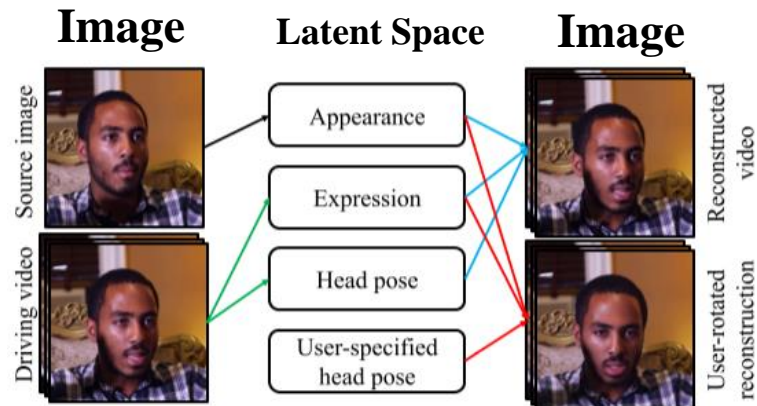 Image
Latent Space
Image
Source image
Driving video
Appearance
Expression
Head pose
User-specified
head pose
Reconstructed
video
User-rotated
reconstruction